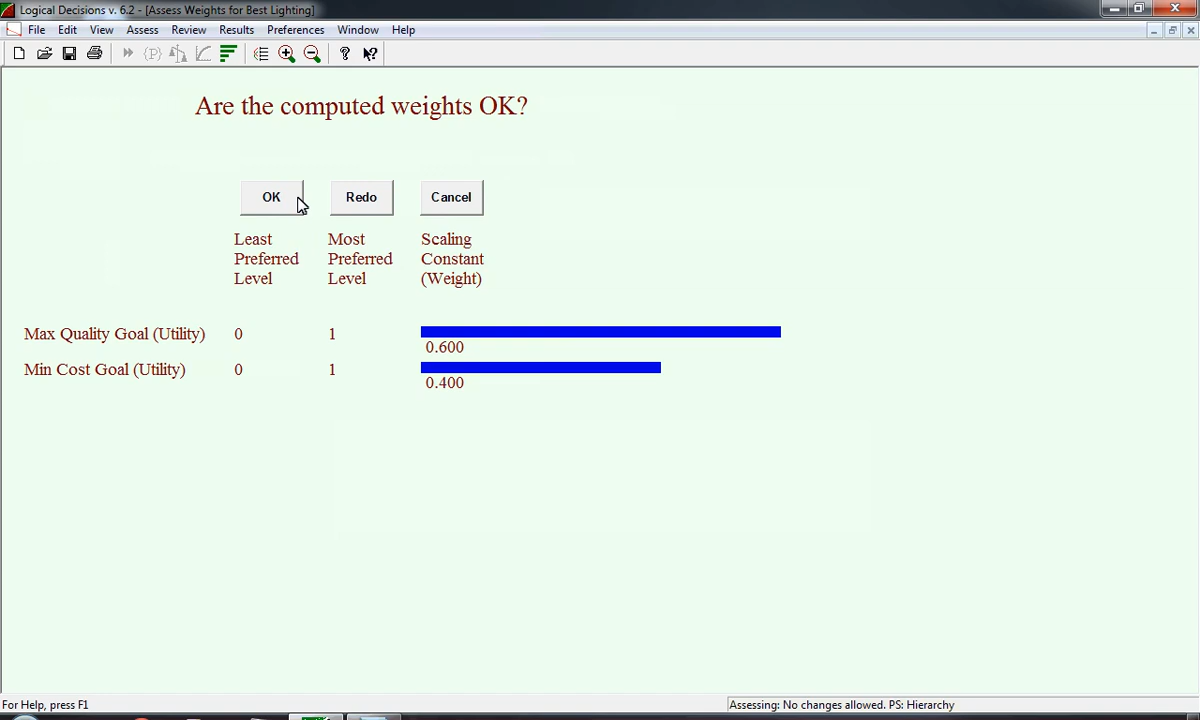 Logical Decisions v. 6.2 - [Assess Weights for Best Lighting]
File Edit View Assess Review Results Preferences Window Help
Are the computed weights OK?
OK Redo Cancel
Least Preferred Level
Most Preferred Level
Scaling Constant (Weight)
Max Quality Goal (Utility) 0 1
0.600
Min Cost Goal (Utility) 0 1
0.400
For Help, press F1
Assessing: No changes allowed. PS: Hierarchy